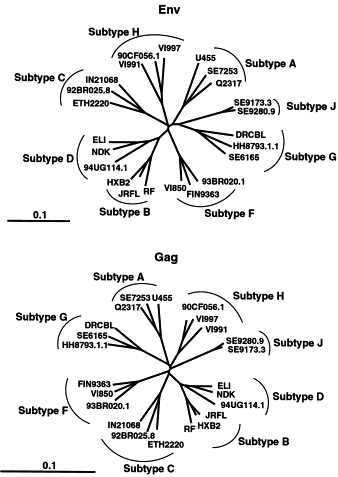 Env
Subtype H
VI997
90CF056.1
VI991
U455
Subtype A
SE7253
Q2317
Subtype C
IN21068
92BR025.8
ETH2220
SE9173.3
SE9280.9
Subtype J
ELI
NDK
94UG114.1
Subtype D
DRCBL
HH8793.1.1
SE6165
Subtype G
HXB2
JRFL
RF
Subtype B
VI850
FIN9363
93BR020.1
Subtype F
0.1
Gag
Subtype A
SE7253
U455
Q2317
Subtype H
90CF056.1
VI997
VI991
Subtype G
DRCBL
SE6165
HH8793.1.1
SE9280.9
SE9173.3
Subtype J
FIN9363
VI850
93BR020.1
Subtype F
ELI
NDK
94UG114.1
Subtype D
JRFL
HXB2
RF
Subtype B
IN21068
92BR025.8
ETH2220
Subtype C
0.1